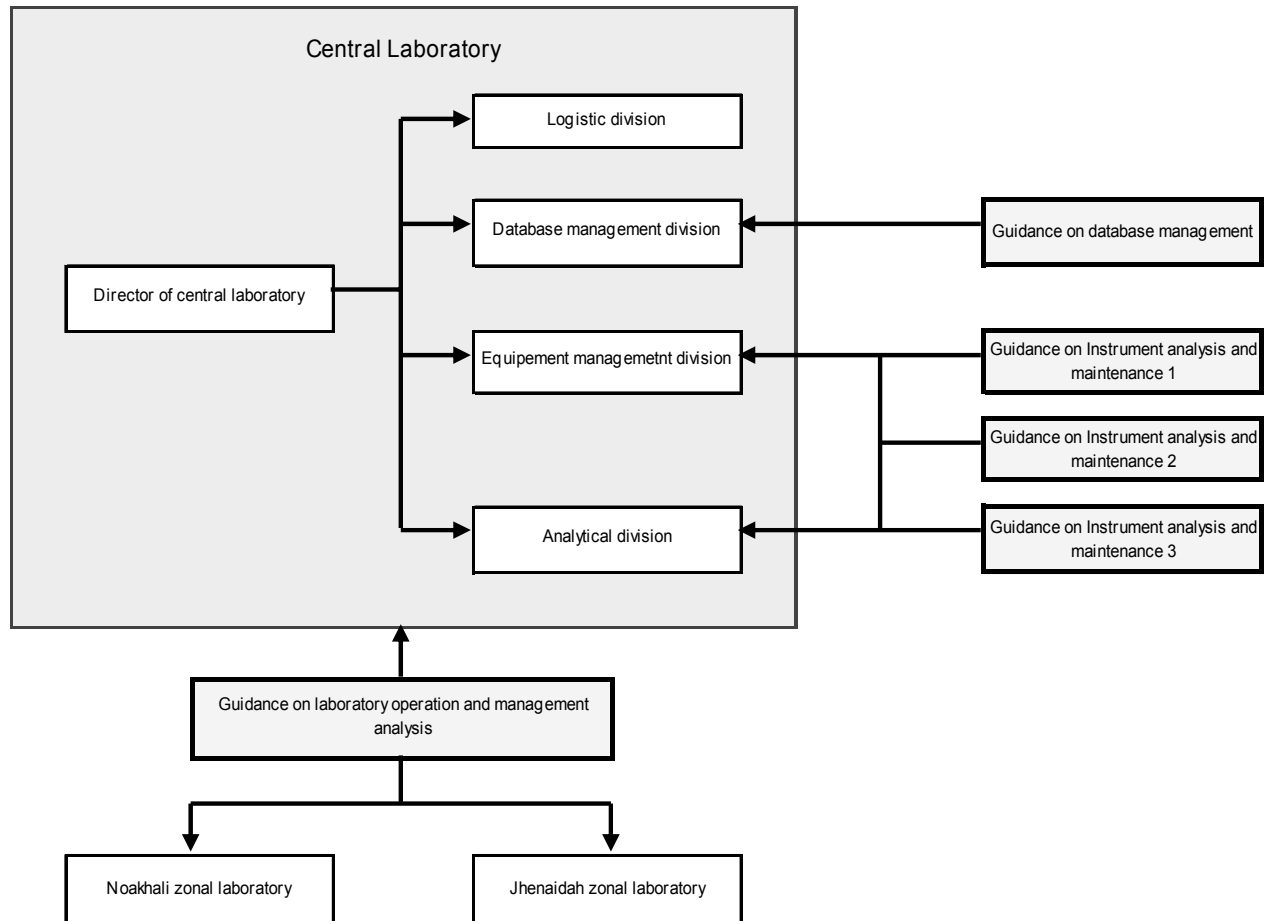 Central Laboratory
Logistic division
Database management division
Guidance on database management
Director of central laboratory
Equipement managemetnt division
Guidance on Instrument analysis and
maintenance 1
Guidance on Instrument analysis and
maintenance 2
Analytical division
Guidance on Instrument analysis and
maintenance 3
Guidance on laboratory operation and management
analysis
Noakhali zonal laboratory
Jhenaidah zonal laboratory